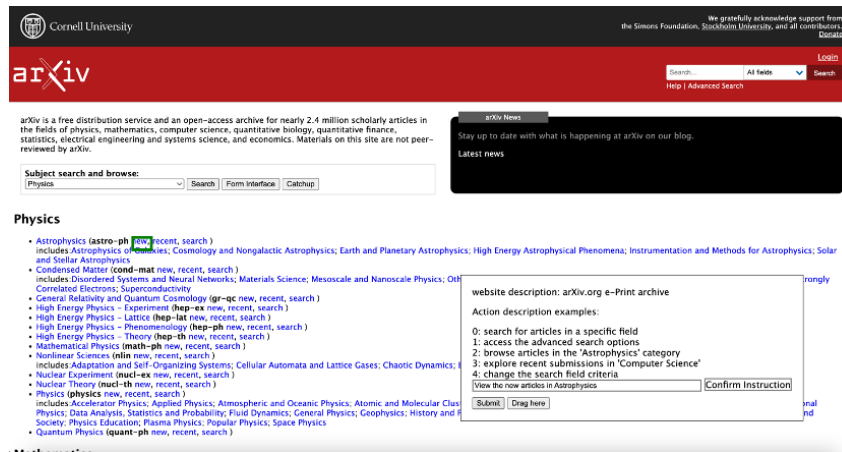 Cornell University
We gratefully acknowledge support from
the Simons Foundation, Stockholm University, and all contributors.
Donate
arXiv
Login
Search...
All fields
Search
Help | Advanced Search
arXiv is a free distribution service and an open-access archive for nearly 2.4 million scholarly articles in
the fields of physics, mathematics, computer science, quantitative biology, quantitative finance,
statistics, electrical engineering and systems science, and economics. Materials on this site are not peer-
reviewed by arXiv.
arXiv News
Stay up to date with what is happening at arXiv on our blog.
Latest news
Subject search and browse:
Physics
Search
Form Interface
Catchup
Physics
• Astrophysics (astro-ph new, recent, search )
includes:Astrophysics of Galaxies; Cosmology and Nongalactic Astrophysics; Earth and Planetary Astrophysics; High Energy Astrophysical Phenomena; Instrumentation and Methods for Astrophysics; Solar
and Stellar Astrophysics
• Condensed Matter (cond-mat new, recent, search )
includes:Disordered Systems and Neural Networks; Materials Science; Mesoscale and Nanoscale Physics; Oth
rongly
Correlated Electrons; Superconductivity
• General Relativity and Quantum Cosmology (gr-qc new, recent, search )
• High Energy Physics - Experiment (hep-ex new, recent, search )
• High Energy Physics - Lattice (hep-lat new, recent, search )
• High Energy Physics - Phenomenology (hep-ph new, recent, search )
• High Energy Physics - Theory (hep-th new, recent, search )
• Mathematical Physics (math-ph new, recent, search )
• Nonlinear Sciences (nlin new, recent, search )
includes:Adaptation and Self-Organizing Systems; Cellular Automata and Lattice Gases; Chaotic Dynamics;
• Nuclear Experiment (nucl-ex new, recent, search )
• Nuclear Theory (nucl-th new, recent, search )
• Physics (physics new, recent, search )
includes:Accelerator Physics; Applied Physics; Atmospheric and Oceanic Physics; Atomic and Molecular Clus
onal
Physics; Data Analysis, Statistics and Probability; Fluid Dynamics; General Physics; Geophysics; History and P
nd
Society; Physics Education; Plasma Physics; Popular Physics; Space Physics
• Quantum Physics (quant-ph new, recent, search )
website description: arXiv.org e-Print archive
Action description examples:
0: search for articles in a specific field
1: access the advanced search options
2: browse articles in the 'Astrophysics' category
3: explore recent submissions in 'Computer Science'
4: change the search field criteria
View the new articles in Astrophysics
Confirm Instruction
Submit
Drag here